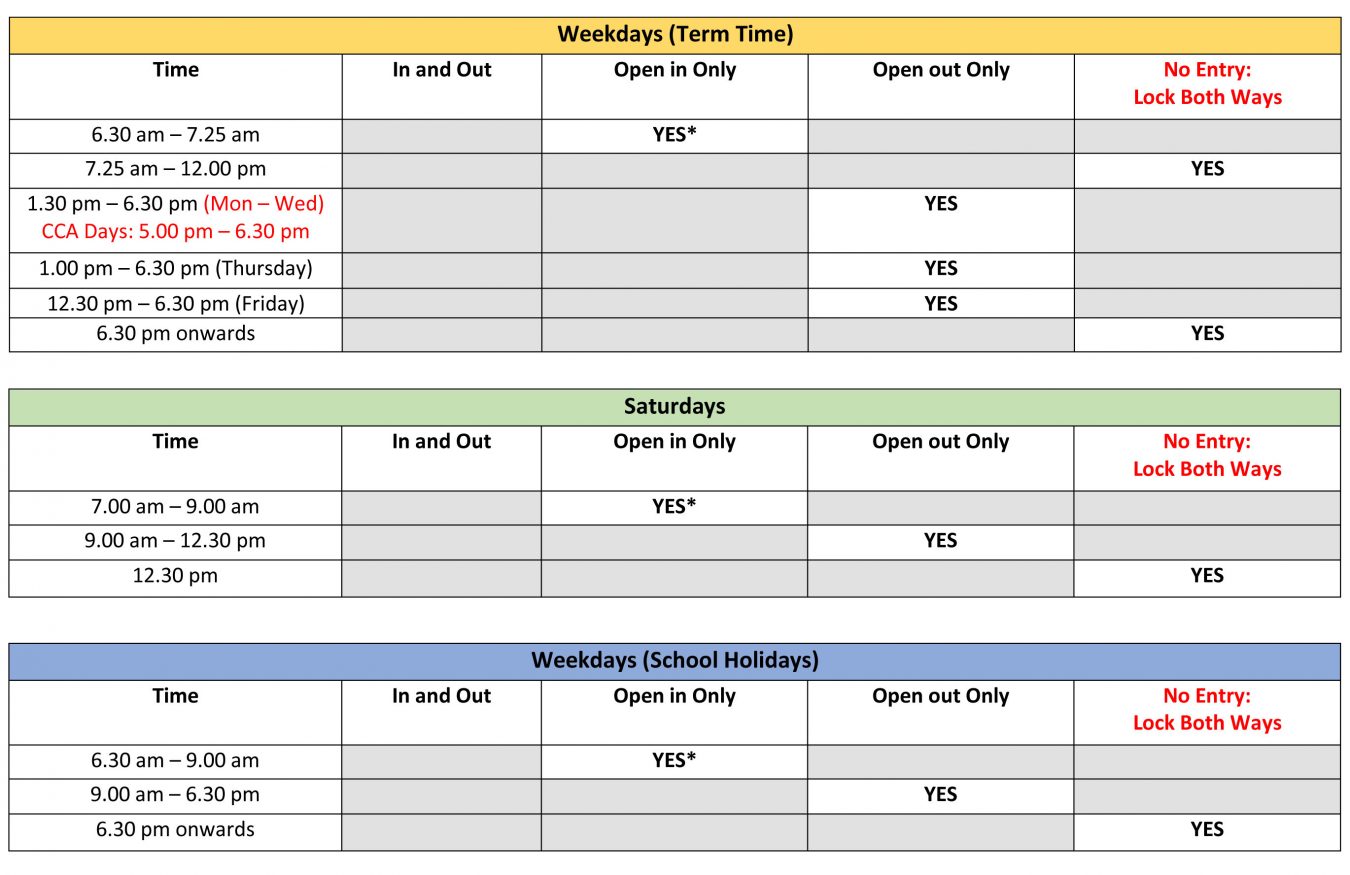 Weekdays (Term Time)
Time In and Out Open in Only Open out Only No Entry:
Lock Both Ways
6.30 am – 7.25 am YES*
7.25 am – 12.00 pm YES
1.30 pm – 6.30 pm (Mon – Wed) YES
CCA Days: 5.00 pm – 6.30 pm
1.00 pm – 6.30 pm (Thursday) YES
12.30 pm – 6.30 pm (Friday) YES
6.30 pm onwards YES
Saturdays
Time In and Out Open in Only Open out Only No Entry:
Lock Both Ways
7.00 am – 9.00 am YES*
9.00 am – 12.30 pm YES
12.30 pm YES
Weekdays (School Holidays)
Time In and Out Open in Only Open out Only No Entry:
Lock Both Ways
6.30 am – 9.00 am YES*
9.00 am – 6.30 pm YES
6.30 pm onwards YES